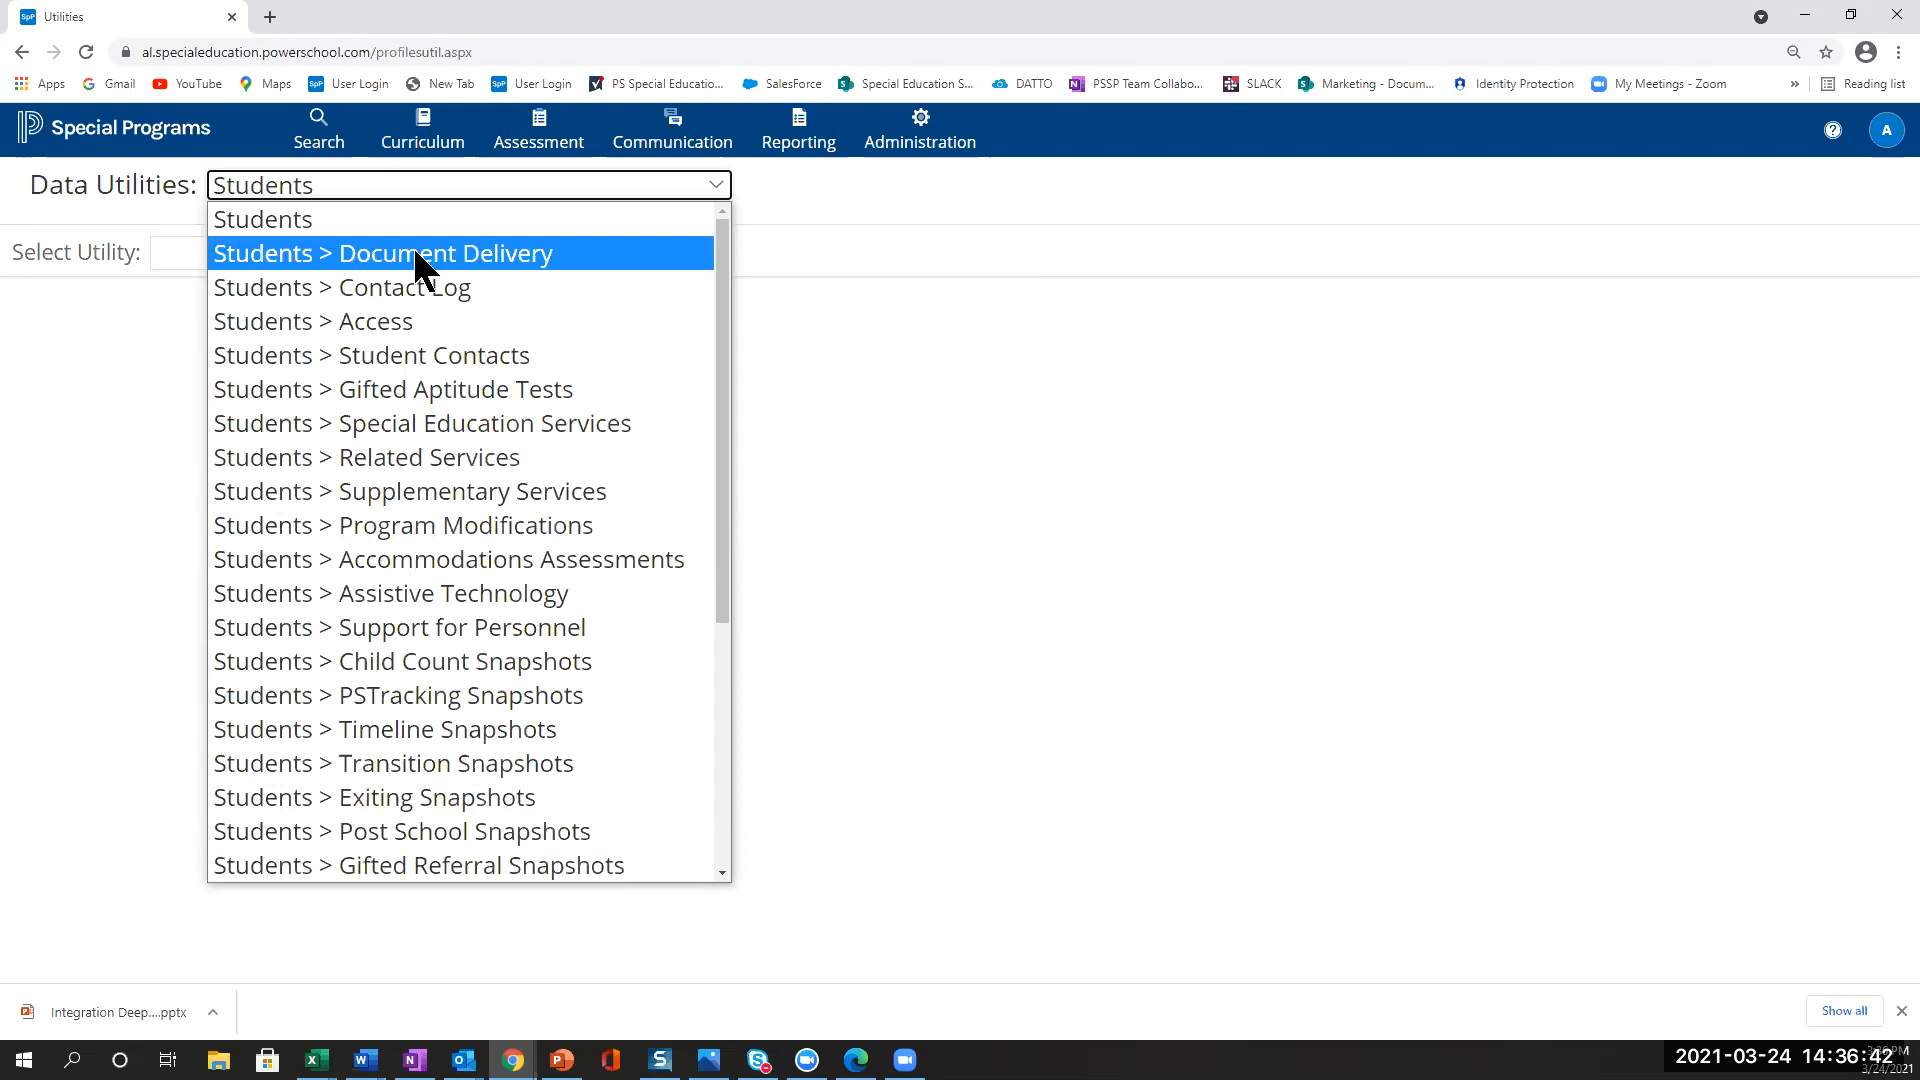 Utilities
al.specialeducation.powerschool.com/profilesutil.aspx
Apps Gmail YouTube Maps User Login New Tab User Login PS Special Educatio... SalesForce Special Education S... DATTO PSSP Team Collabo... SLACK Marketing - Docum... Identity Protection My Meetings - Zoom » Reading list
Special Programs Search Curriculum Assessment Communication Reporting Administration A
Data Utilities: Students
Students
Select Utility:
Students > Document Delivery
Students > Contact Log
Students > Access
Students > Student Contacts
Students > Gifted Aptitude Tests
Students > Special Education Services
Students > Related Services
Students > Supplementary Services
Students > Program Modifications
Students > Accommodations Assessments
Students > Assistive Technology
Students > Support for Personnel
Students > Child Count Snapshots
Students > PSTracking Snapshots
Students > Timeline Snapshots
Students > Transition Snapshots
Students > Exiting Snapshots
Students > Post School Snapshots
Students > Gifted Referral Snapshots
Integration Deep....pptx Show all
2021-03-24 14:36:42
3/24/2021